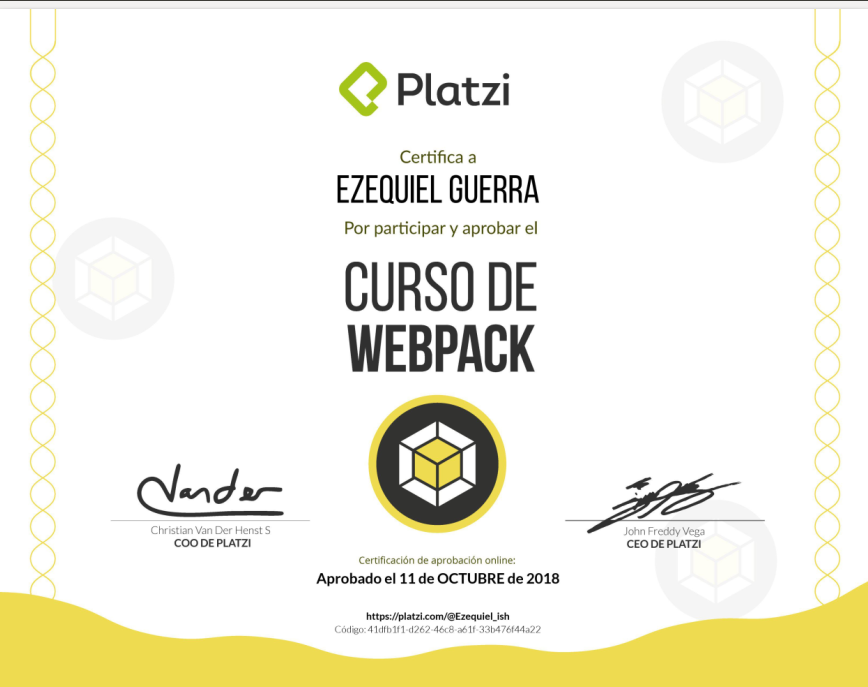 Platzi
Certifica a
EZEQUIEL GUERRA
Por participar y aprobar el
CURSO DE
WEBPACK
Vander
Christian Van Der Henst S
COO DE PLATZI
John Freddy Vega
CEO DE PLATZI
Certificación de aprobación online:
Aprobado el 11 de OCTUBRE de 2018
https://platzi.com/@Ezequiel_ish
Código: 41dfb1f1-d262-46c8-a61f-33b476f44a22